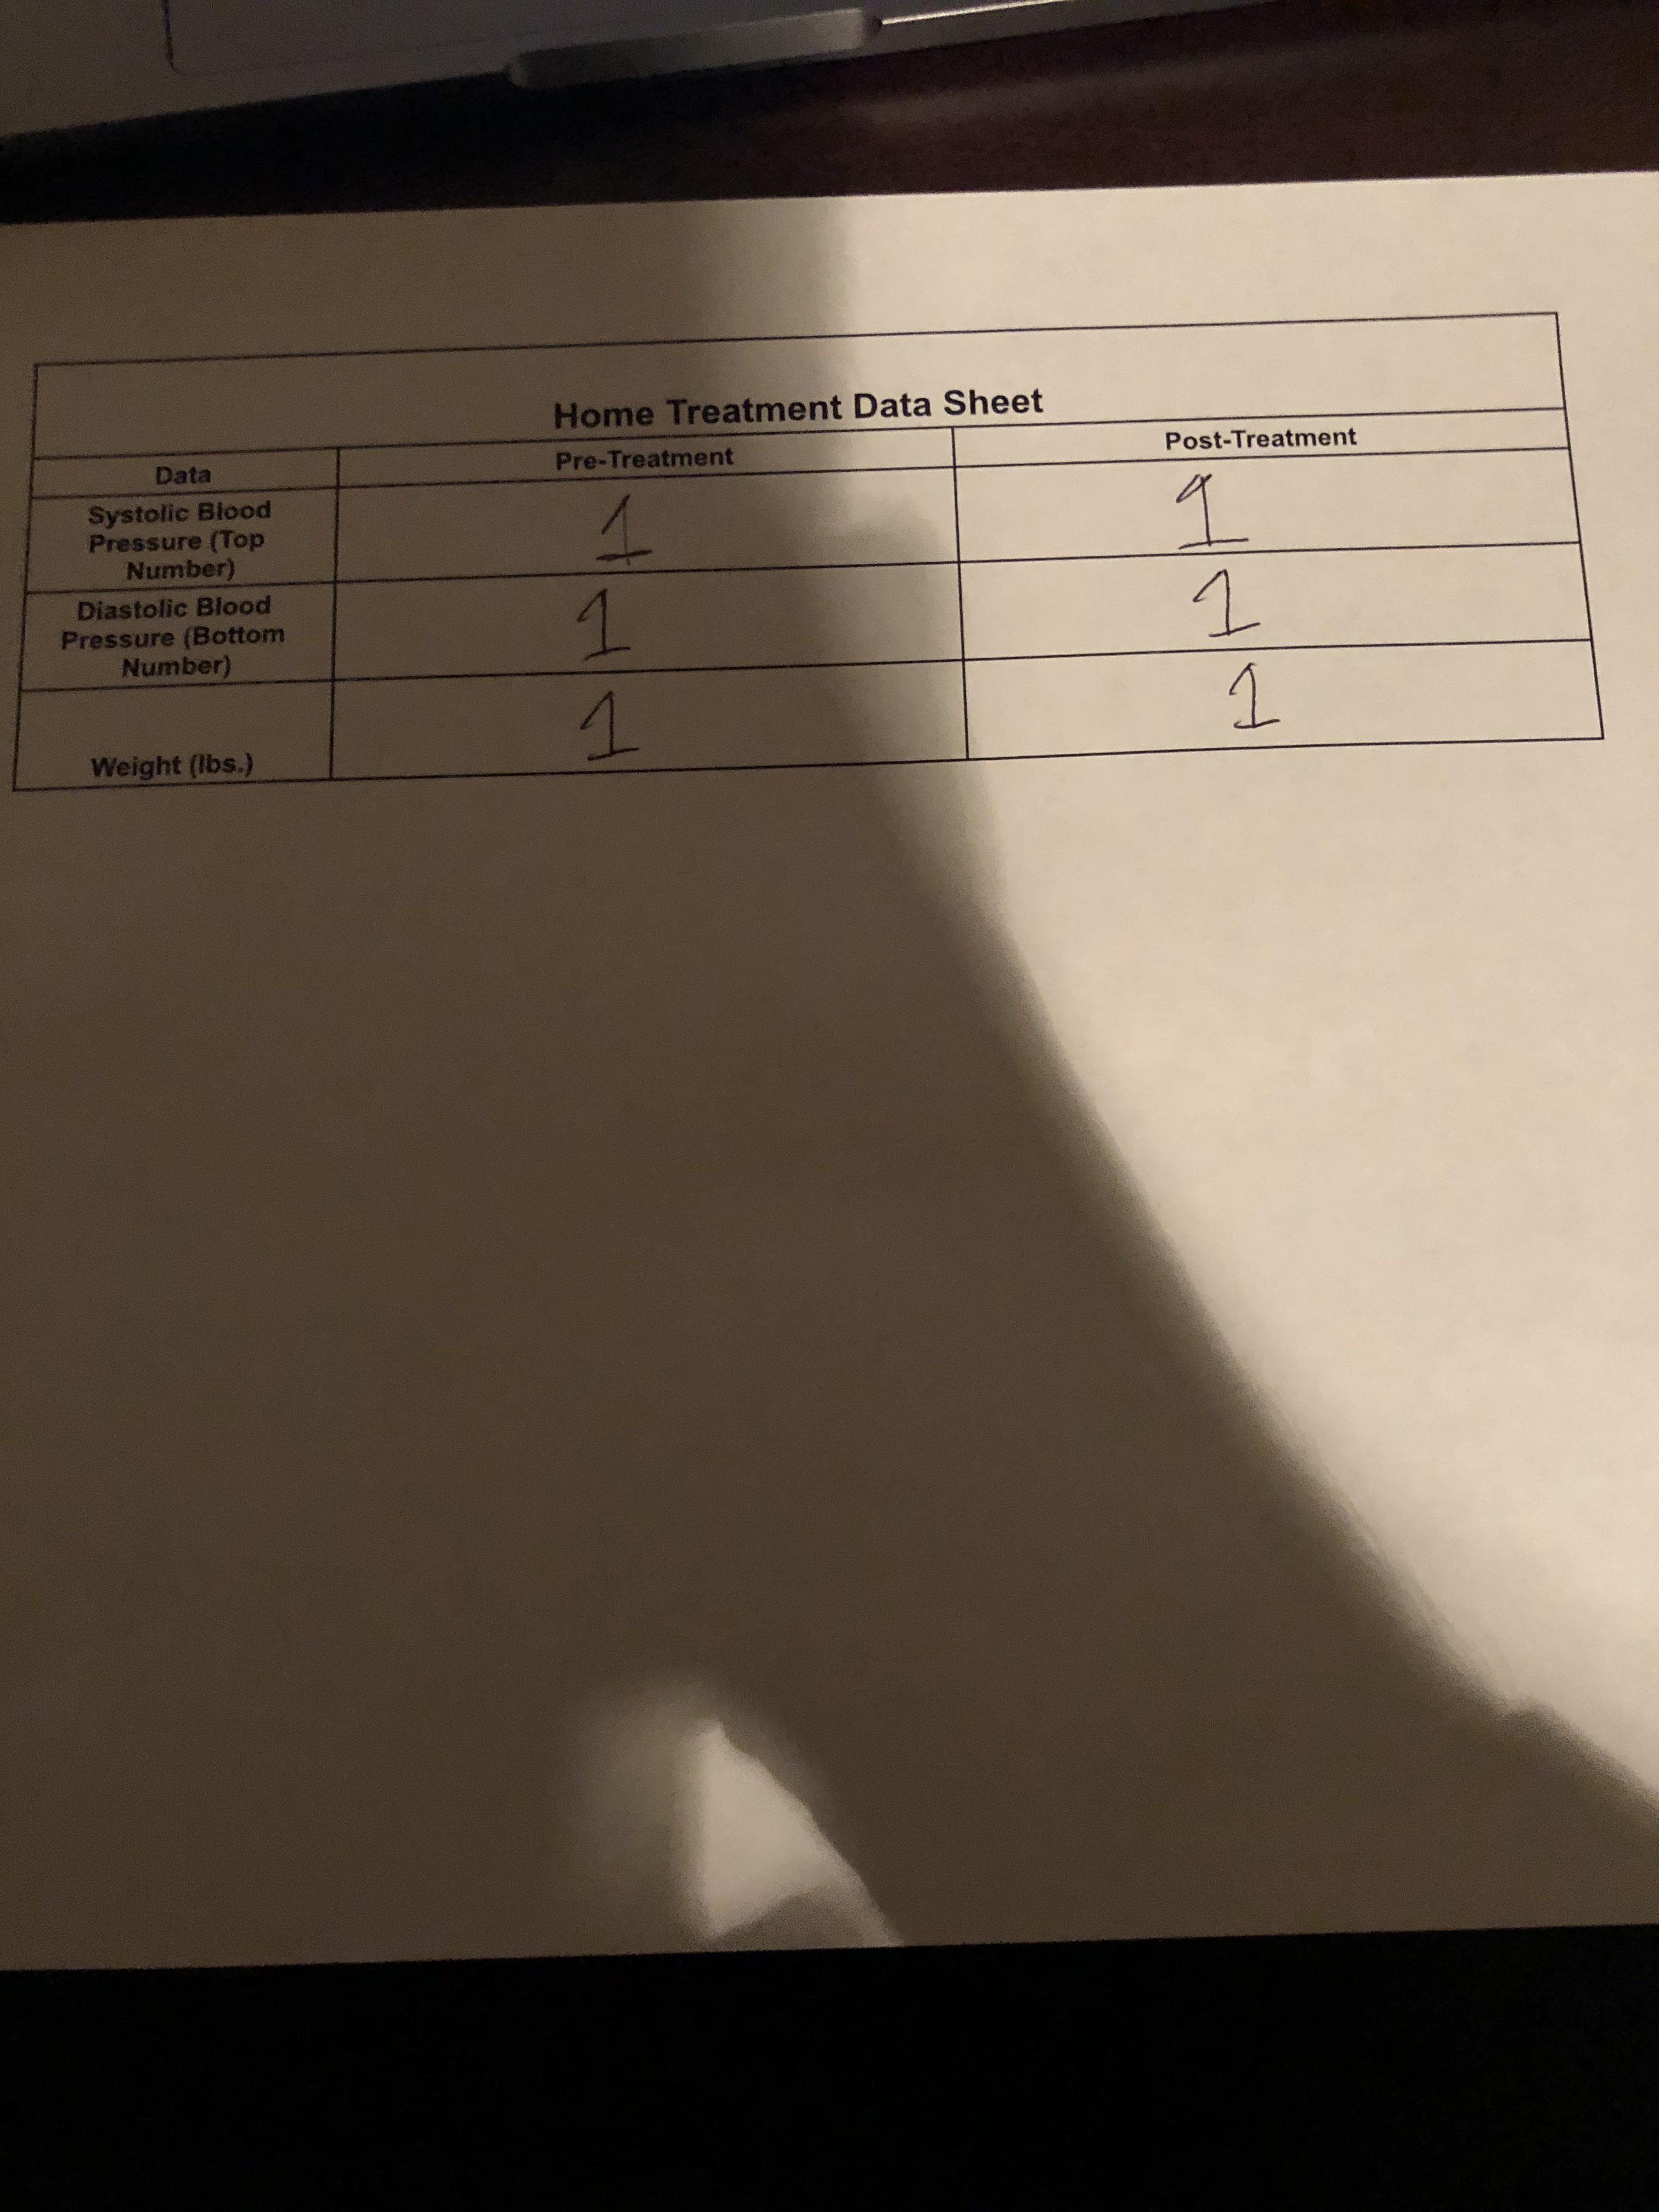 Home Treatment Data Sheet
Data Pre-Treatment Post-Treatment
Systolic Blood
Pressure (Top
Number) 1 1
Diastolic Blood
Pressure (Bottom
Number) 1 1
Weight (lbs.) 1 1